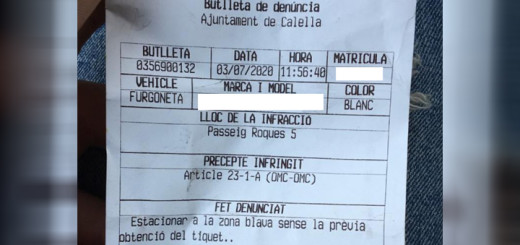 Butlleta de denúncia
Ajuntament de Calella
BUTLLETA DATA HORA MATRICULA
0356900132 03/07/2020 11:56:40
VEHICLE MARCA I MODEL COLOR
FURGONETA BLANC
LLOC DE LA INFRACCIÓ
Passeig Roques 5
PRECEPTE INFRINGIT
Article 23-1-A (OMC-OMC)
FET DENUNCIAT
Estacionar a la zona blava sense la prèvia
obtenció del tiquet..